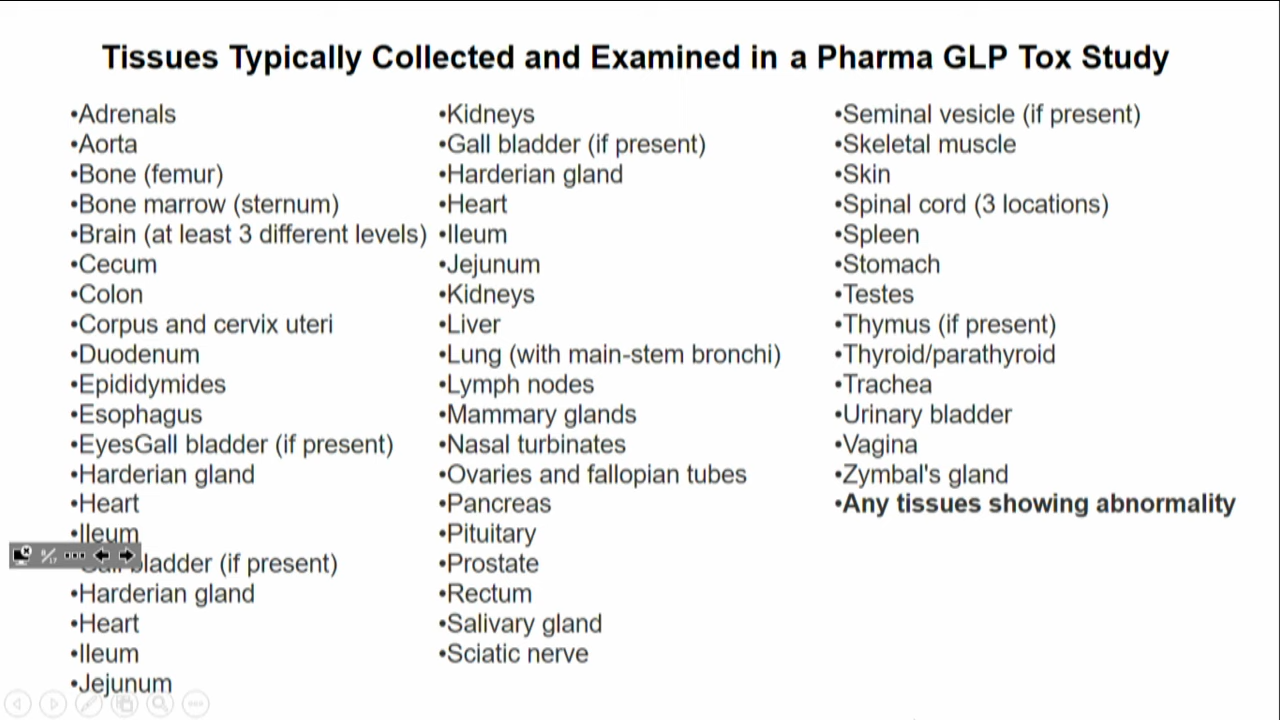 Tissues Typically Collected and Examined in a Pharma GLP Tox Study
•Adrenals
•Aorta
•Bone (femur)
•Bone marrow (sternum)
•Brain (at least 3 different levels)
•Cecum
•Colon
•Corpus and cervix uteri
•Duodenum
•Epididymides
•Esophagus
•EyesGall bladder (if present)
•Harderian gland
•Heart
•Ileum
bladder (if present)
•Harderian gland
•Heart
•Ileum
•Jejunum
•Kidneys
•Gall bladder (if present)
•Harderian gland
•Heart
•Ileum
•Jejunum
•Kidneys
•Liver
•Lung (with main-stem bronchi)
•Lymph nodes
•Mammary glands
•Nasal turbinates
•Ovaries and fallopian tubes
•Pancreas
•Pituitary
•Prostate
•Rectum
•Salivary gland
•Sciatic nerve
•Seminal vesicle (if present)
•Skeletal muscle
•Skin
•Spinal cord (3 locations)
•Spleen
•Stomach
•Testes
•Thymus (if present)
•Thyroid/parathyroid
•Trachea
•Urinary bladder
•Vagina
•Zymbal's gland
•Any tissues showing abnormality